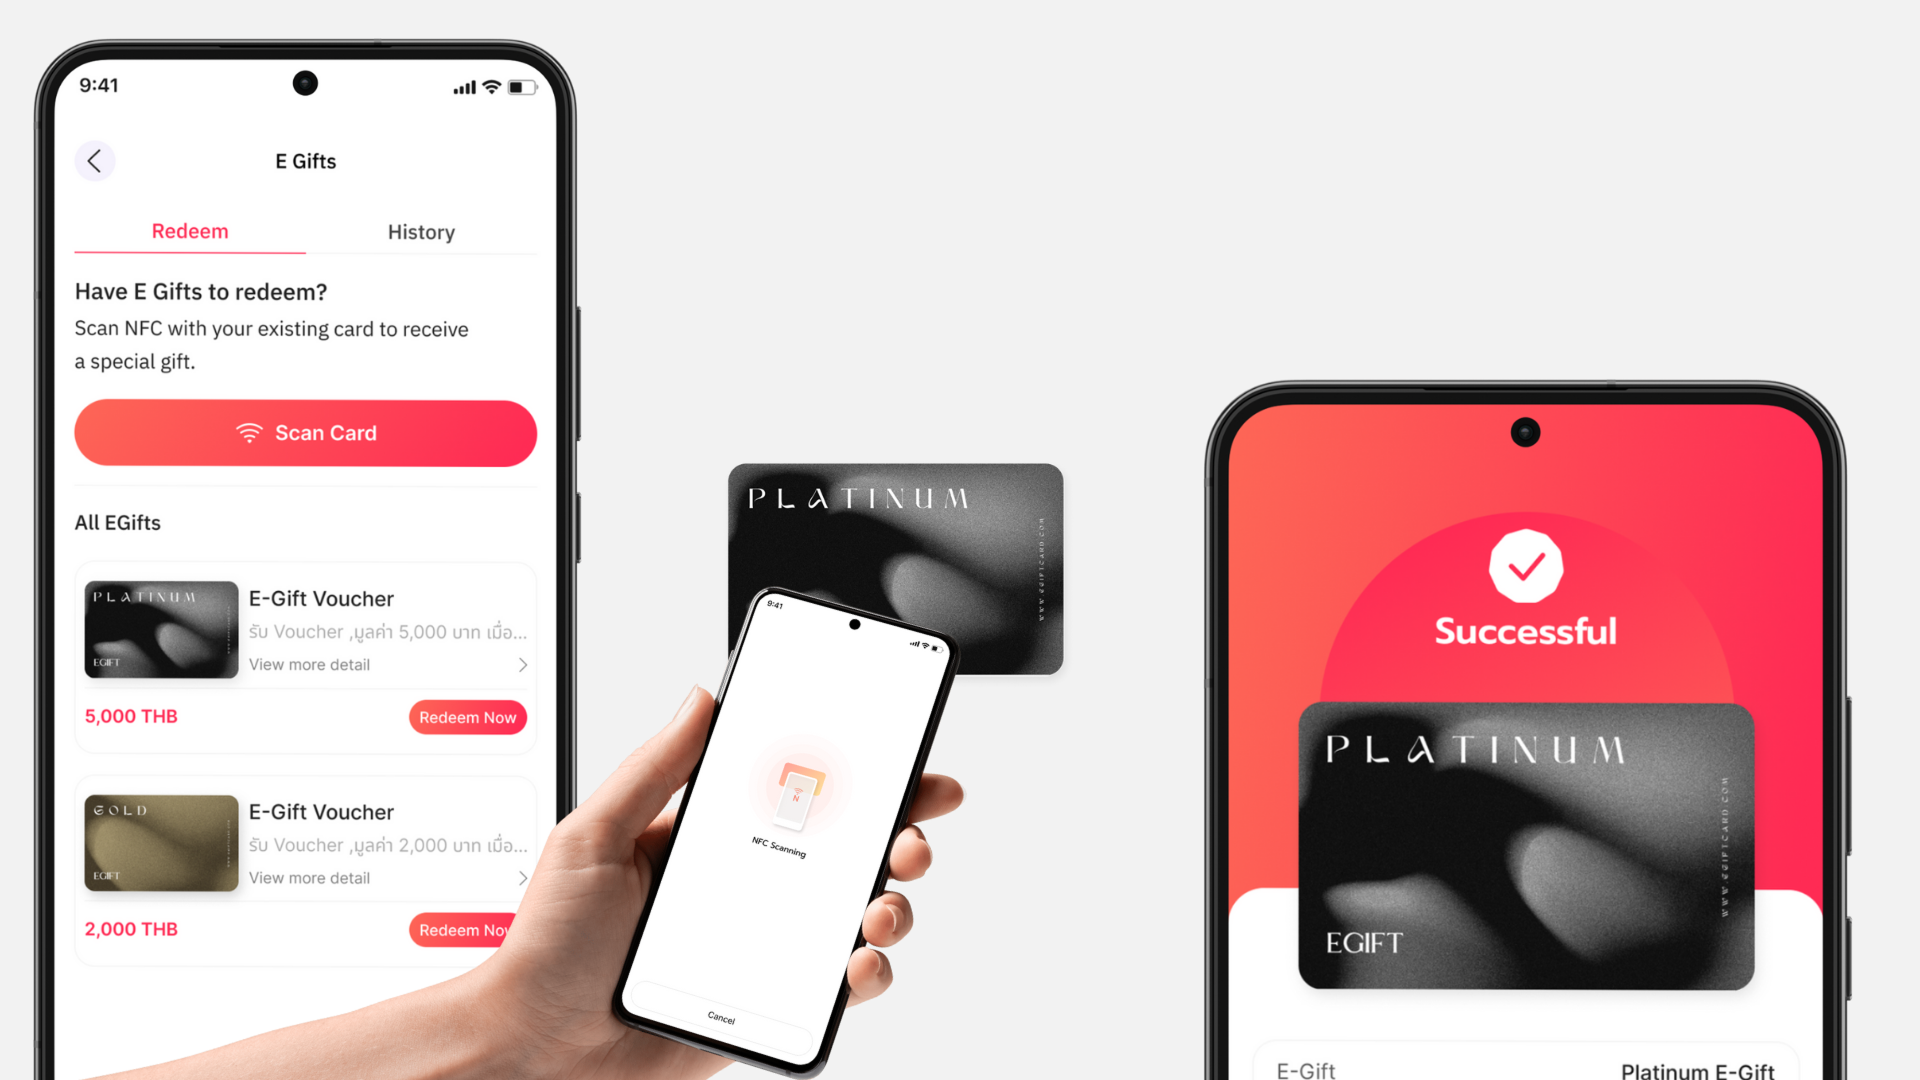 9:41
E Gifts
Redeem
History
Have E Gifts to redeem?
Scan NFC with your existing card to receive
a special gift.
Scan Card
All EGifts
PLATINUM
EGIFT
E-Gift Voucher
รับ Voucher ,มูลค่า 5,000 บาท เมื่อ...
View more detail
5,000 THB
Redeem Now
GOLD
EGIFT
E-Gift Voucher
รับ Voucher ,มูลค่า 2,000 บาท เมื่อ...
View more detail
2,000 THB
Redeem Now
PLATINUM
WWW.EGIFTCARD.COM
9:41
N
NFC Scanning
Cancel
Successful
PLATINUM
WWW.EGIFTCARD.COM
EGIFT
E-Gift
Platinum E-Gift